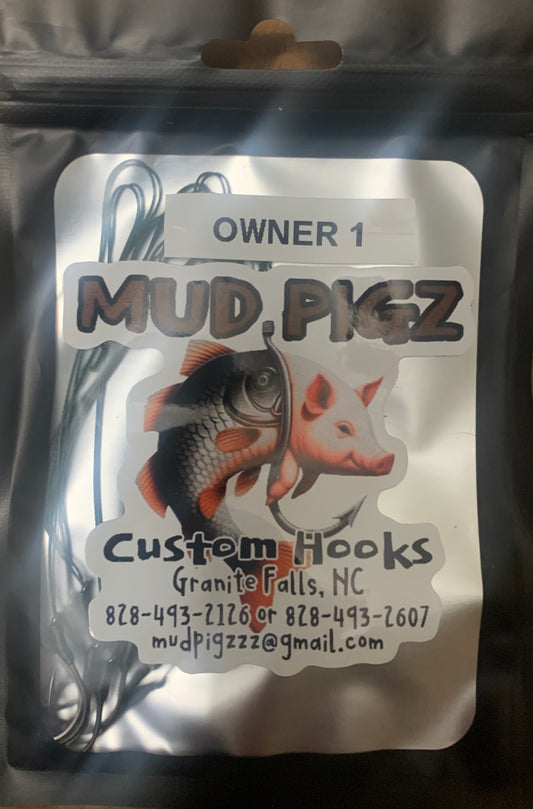 OWNER 1
MUD PIGZ
Custom Hooks
Granite Falls, NC
828-493-2126 or 828-493-2607
mudpigzzz@gmail.com